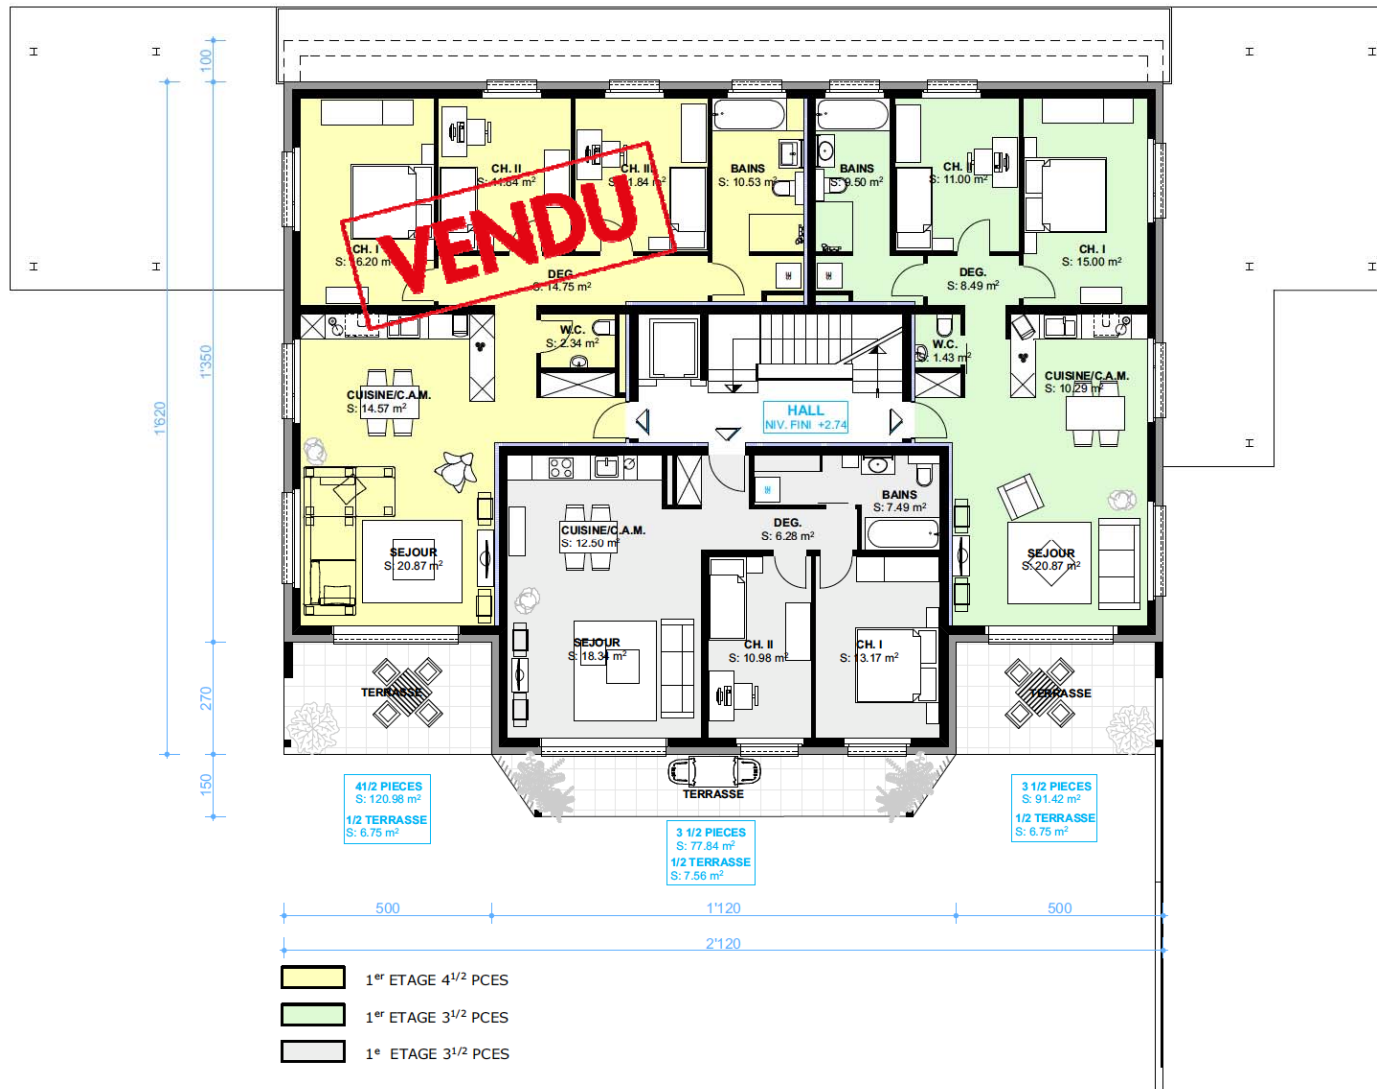 100
1'620
1'350
270
150
CH. I
S: 16.20 m²
CH. II
S: 11.84 m²
CH. II
S: 11.84 m²
BAINS
S: 10.53 m²
BAINS
S: 9.50 m²
CH. II
S: 11.00 m²
CH. I
S: 15.00 m²
VENDU
DEG.
S: 14.75 m²
DEG.
S: 8.49 m²
W.C.
S: 2.34 m²
W.C.
S: 1.43 m²
CUISINE/C.A.M.
S: 14.57 m²
HALL
NIV. FINI +2.74
CUISINE/C.A.M.
S: 10.29 m²
SEJOUR
S: 20.87 m²
CUISINE/C.A.M.
S: 12.50 m²
DEG.
S: 6.28 m²
BAINS
S: 7.49 m²
SEJOUR
S: 20.87 m²
SEJOUR
S: 18.34 m²
CH. II
S: 10.98 m²
CH. I
S: 13.17 m²
TERRASSE
TERRASSE
TERRASSE
41/2 PIECES
S: 120.98 m²
1/2 TERRASSE
S: 6.75 m²
3 1/2 PIECES
S: 77.84 m²
1/2 TERRASSE
S: 7.56 m²
3 1/2 PIECES
S: 91.42 m²
1/2 TERRASSE
S: 6.75 m²
500
1'120
500
2'120
1er ETAGE 41/2 PCES
1er ETAGE 31/2 PCES
1e ETAGE 31/2 PCES